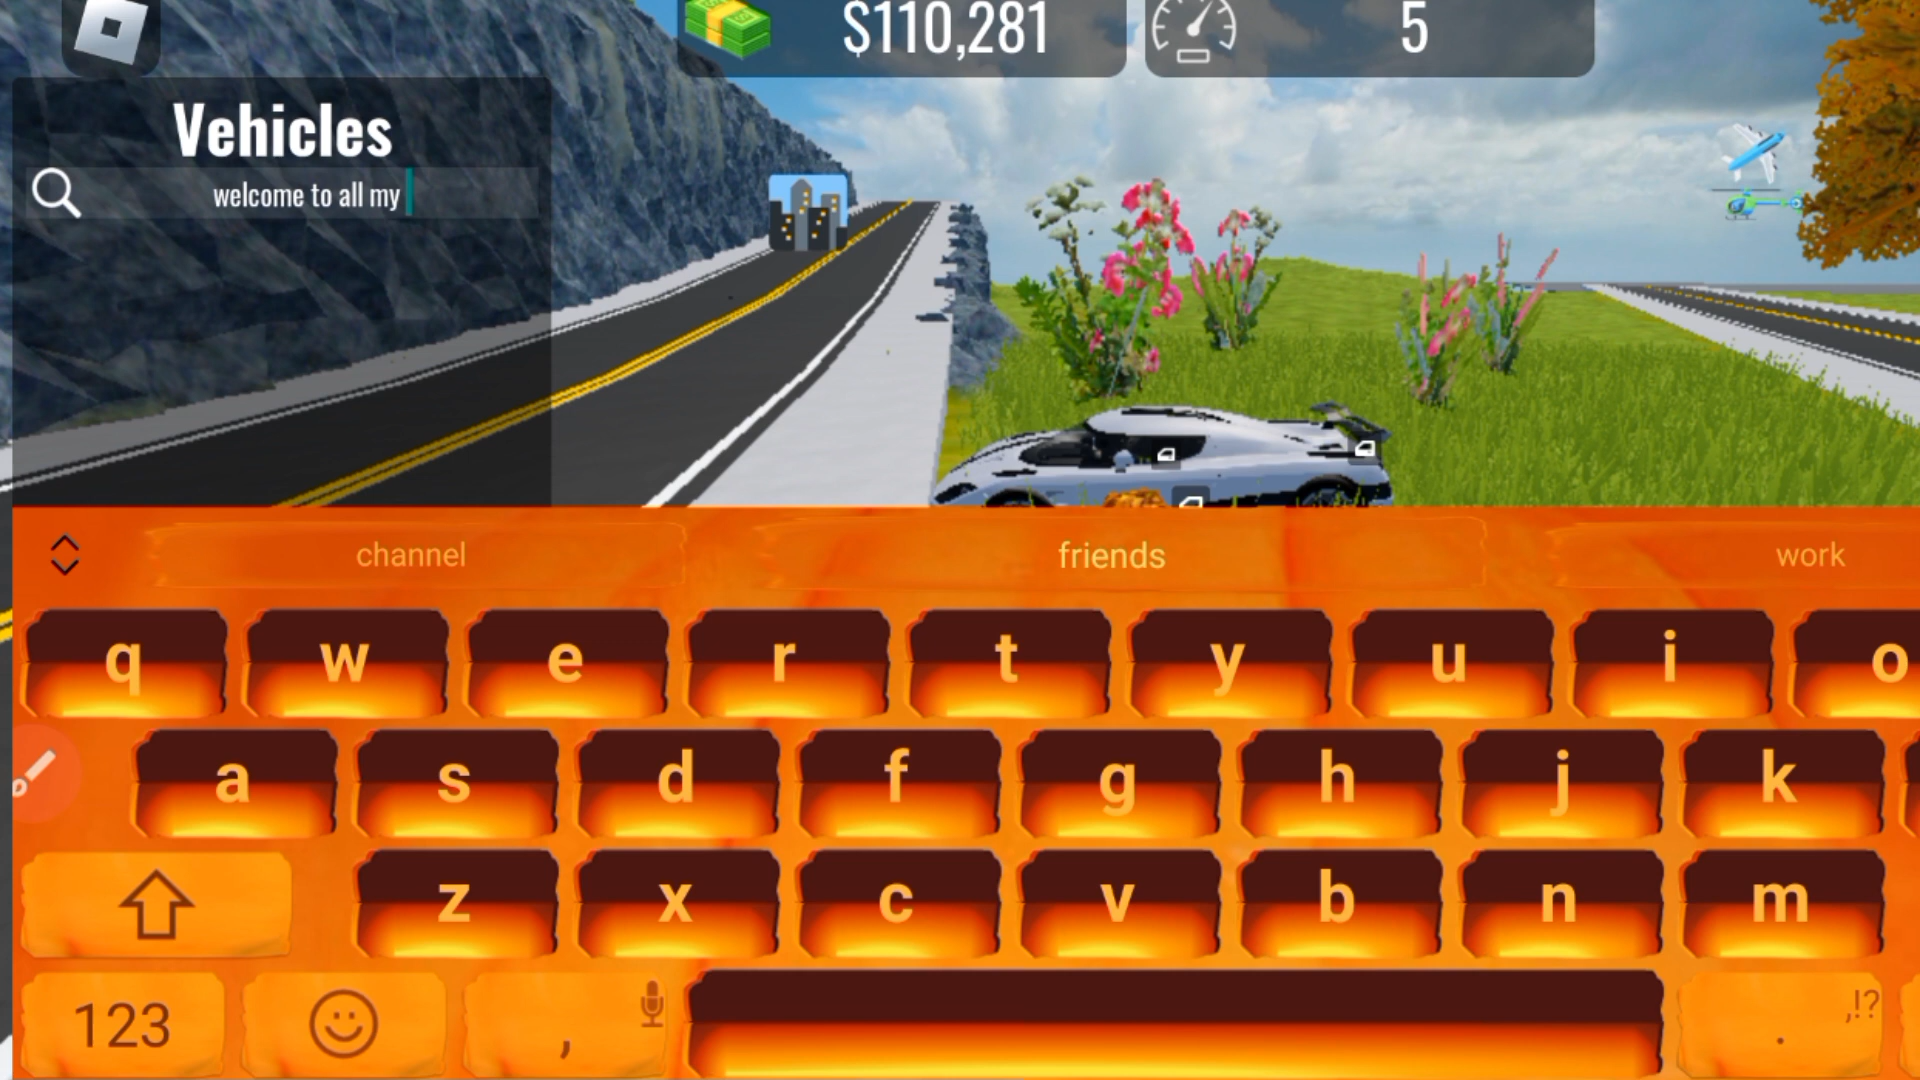 $110,281
5
Vehicles
welcome to all my
channel friends work
q w e r t y u i o
a s d f g h j k
z x c v b n m
123 , . ,!?